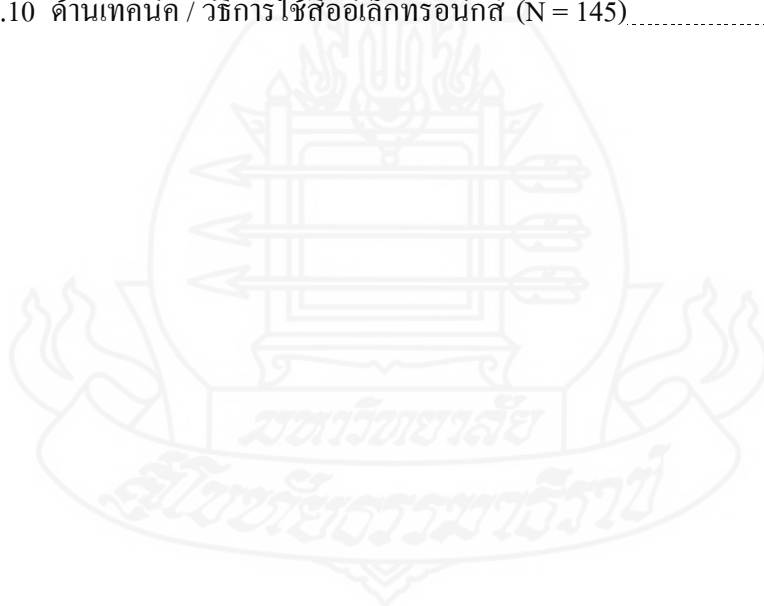 .10 ด้านเทคนิค / วิธีการใช้สื่ออิเล็กทรอนิกส์ (N = 145)
มหาวิทยาลัย
สุโขทัยธรรมาธิราช